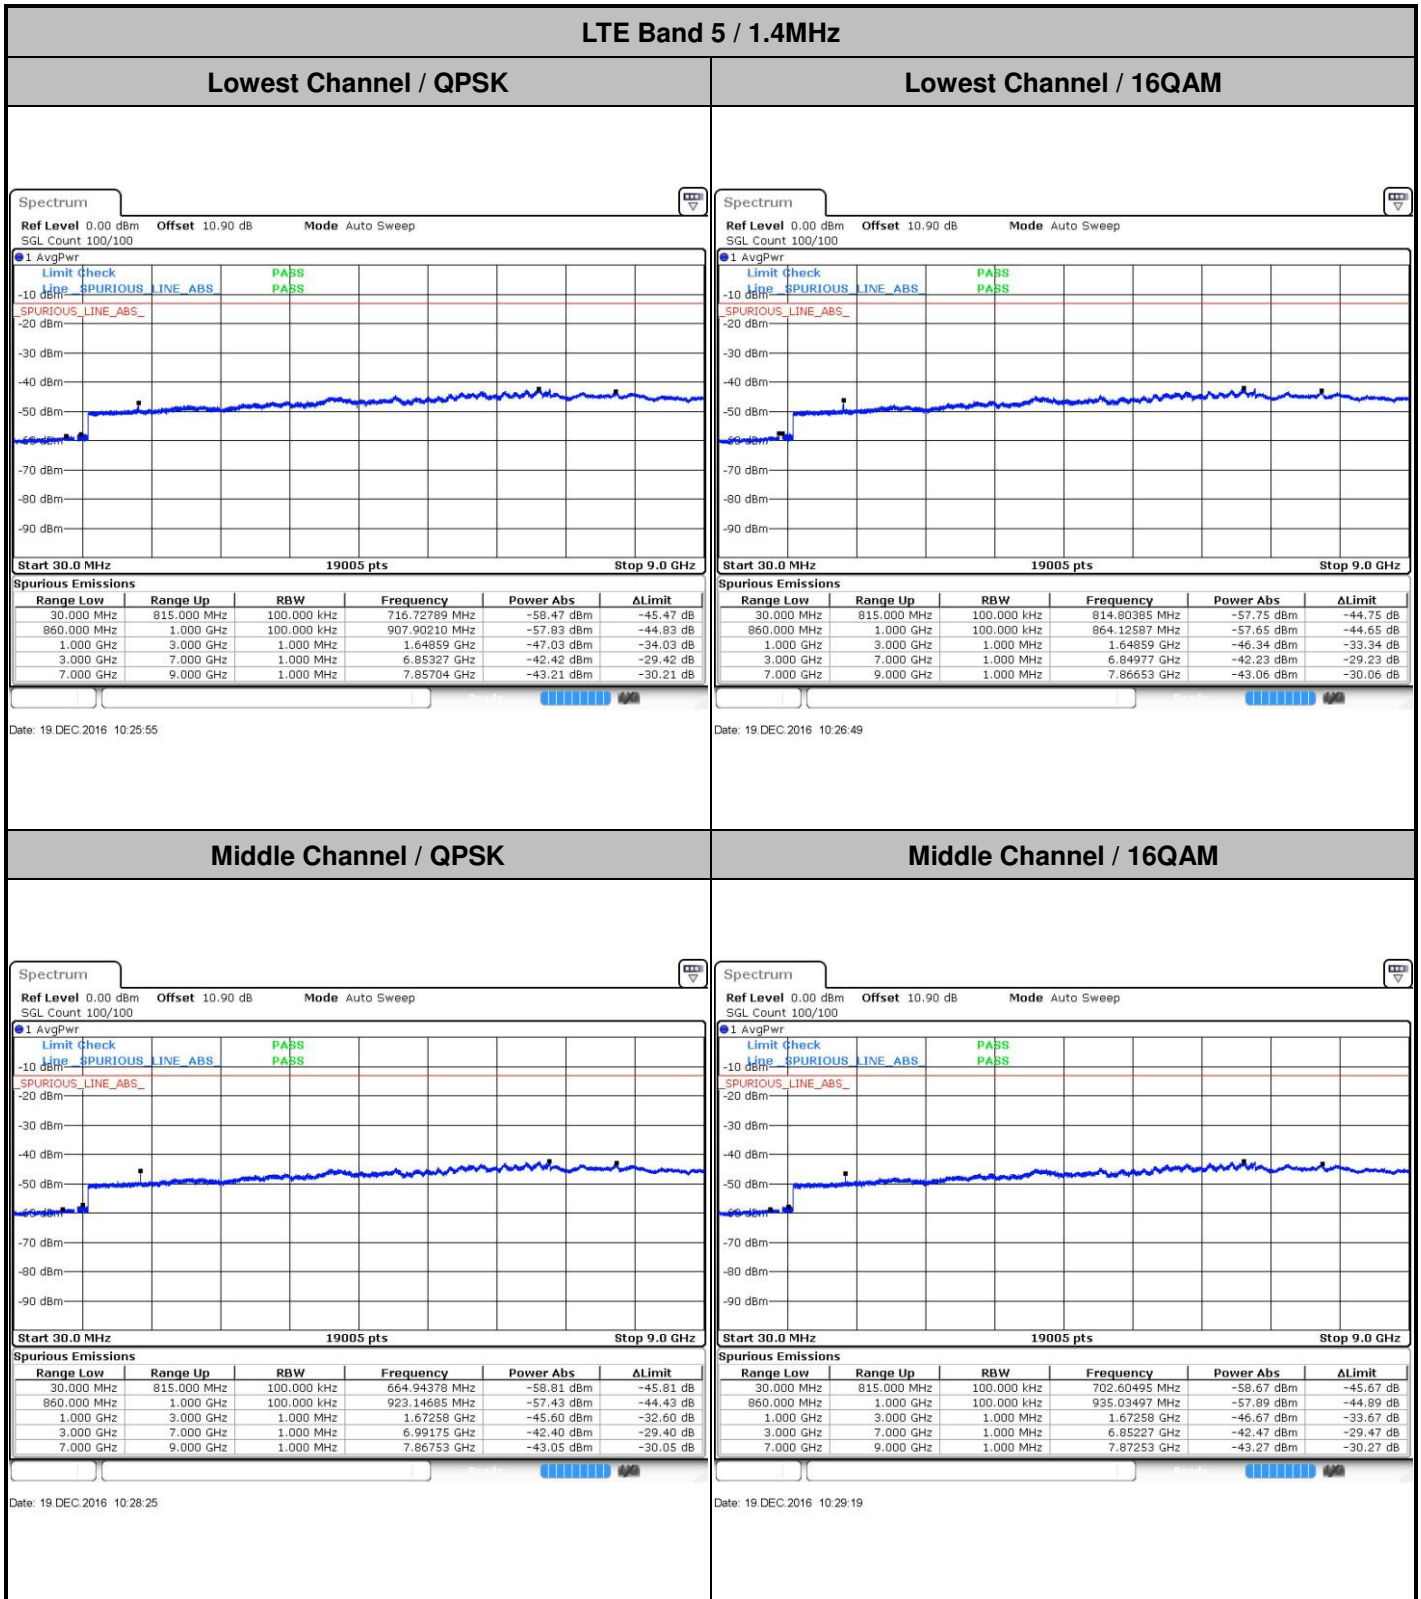 LTE Band 5 / 1.4MHz
Lowest Channel / QPSK
Lowest Channel / 16QAM
Spectrum
Ref Level 0.00 dBm Offset 10.90 dB Mode Auto Sweep
SGL Count 100/100
1 AvgPwr
Limit Check PASS
Line _SPURIOUS_LINE_ABS_ PASS
-10 dBm
_SPURIOUS_LINE_ABS_
-20 dBm
-30 dBm
-40 dBm
-50 dBm
-60 dBm
-70 dBm
-80 dBm
-90 dBm
Start 30.0 MHz 19005 pts Stop 9.0 GHz
Spurious Emissions
Range Low Range Up RBW Frequency Power Abs ΔLimit
30.000 MHz 815.000 MHz 100.000 kHz 716.72789 MHz -58.47 dBm -45.47 dB
860.000 MHz 1.000 GHz 100.000 kHz 907.90210 MHz -57.83 dBm -44.83 dB
1.000 GHz 3.000 GHz 1.000 MHz 1.64859 GHz -47.03 dBm -34.03 dB
3.000 GHz 7.000 GHz 1.000 MHz 6.85327 GHz -42.42 dBm -29.42 dB
7.000 GHz 9.000 GHz 1.000 MHz 7.85704 GHz -43.21 dBm -30.21 dB
Date: 19.DEC.2016 10:25:55
Spectrum
Ref Level 0.00 dBm Offset 10.90 dB Mode Auto Sweep
SGL Count 100/100
1 AvgPwr
Limit Check PASS
Line _SPURIOUS_LINE_ABS_ PASS
-10 dBm
_SPURIOUS_LINE_ABS_
-20 dBm
-30 dBm
-40 dBm
-50 dBm
-60 dBm
-70 dBm
-80 dBm
-90 dBm
Start 30.0 MHz 19005 pts Stop 9.0 GHz
Spurious Emissions
Range Low Range Up RBW Frequency Power Abs ΔLimit
30.000 MHz 815.000 MHz 100.000 kHz 814.80385 MHz -57.75 dBm -44.75 dB
860.000 MHz 1.000 GHz 100.000 kHz 864.12587 MHz -57.65 dBm -44.65 dB
1.000 GHz 3.000 GHz 1.000 MHz 1.64859 GHz -46.34 dBm -33.34 dB
3.000 GHz 7.000 GHz 1.000 MHz 6.84977 GHz -42.23 dBm -29.23 dB
7.000 GHz 9.000 GHz 1.000 MHz 7.86653 GHz -43.06 dBm -30.06 dB
Date: 19.DEC.2016 10:26:49
Middle Channel / QPSK
Middle Channel / 16QAM
Spectrum
Ref Level 0.00 dBm Offset 10.90 dB Mode Auto Sweep
SGL Count 100/100
1 AvgPwr
Limit Check PASS
Line _SPURIOUS_LINE_ABS_ PASS
-10 dBm
_SPURIOUS_LINE_ABS_
-20 dBm
-30 dBm
-40 dBm
-50 dBm
-60 dBm
-70 dBm
-80 dBm
-90 dBm
Start 30.0 MHz 19005 pts Stop 9.0 GHz
Spurious Emissions
Range Low Range Up RBW Frequency Power Abs ΔLimit
30.000 MHz 815.000 MHz 100.000 kHz 664.94378 MHz -58.81 dBm -45.81 dB
860.000 MHz 1.000 GHz 100.000 kHz 923.14685 MHz -57.43 dBm -44.43 dB
1.000 GHz 3.000 GHz 1.000 MHz 1.67258 GHz -45.60 dBm -32.60 dB
3.000 GHz 7.000 GHz 1.000 MHz 6.99175 GHz -42.40 dBm -29.40 dB
7.000 GHz 9.000 GHz 1.000 MHz 7.86753 GHz -43.05 dBm -30.05 dB
Date: 19.DEC.2016 10:28:25
Spectrum
Ref Level 0.00 dBm Offset 10.90 dB Mode Auto Sweep
SGL Count 100/100
1 AvgPwr
Limit Check PASS
Line _SPURIOUS_LINE_ABS_ PASS
-10 dBm
_SPURIOUS_LINE_ABS_
-20 dBm
-30 dBm
-40 dBm
-50 dBm
-60 dBm
-70 dBm
-80 dBm
-90 dBm
Start 30.0 MHz 19005 pts Stop 9.0 GHz
Spurious Emissions
Range Low Range Up RBW Frequency Power Abs ΔLimit
30.000 MHz 815.000 MHz 100.000 kHz 702.60495 MHz -58.67 dBm -45.67 dB
860.000 MHz 1.000 GHz 100.000 kHz 935.03497 MHz -57.89 dBm -44.89 dB
1.000 GHz 3.000 GHz 1.000 MHz 1.67258 GHz -46.67 dBm -33.67 dB
3.000 GHz 7.000 GHz 1.000 MHz 6.85227 GHz -42.47 dBm -29.47 dB
7.000 GHz 9.000 GHz 1.000 MHz 7.87253 GHz -43.27 dBm -30.27 dB
Date: 19.DEC.2016 10:29:19